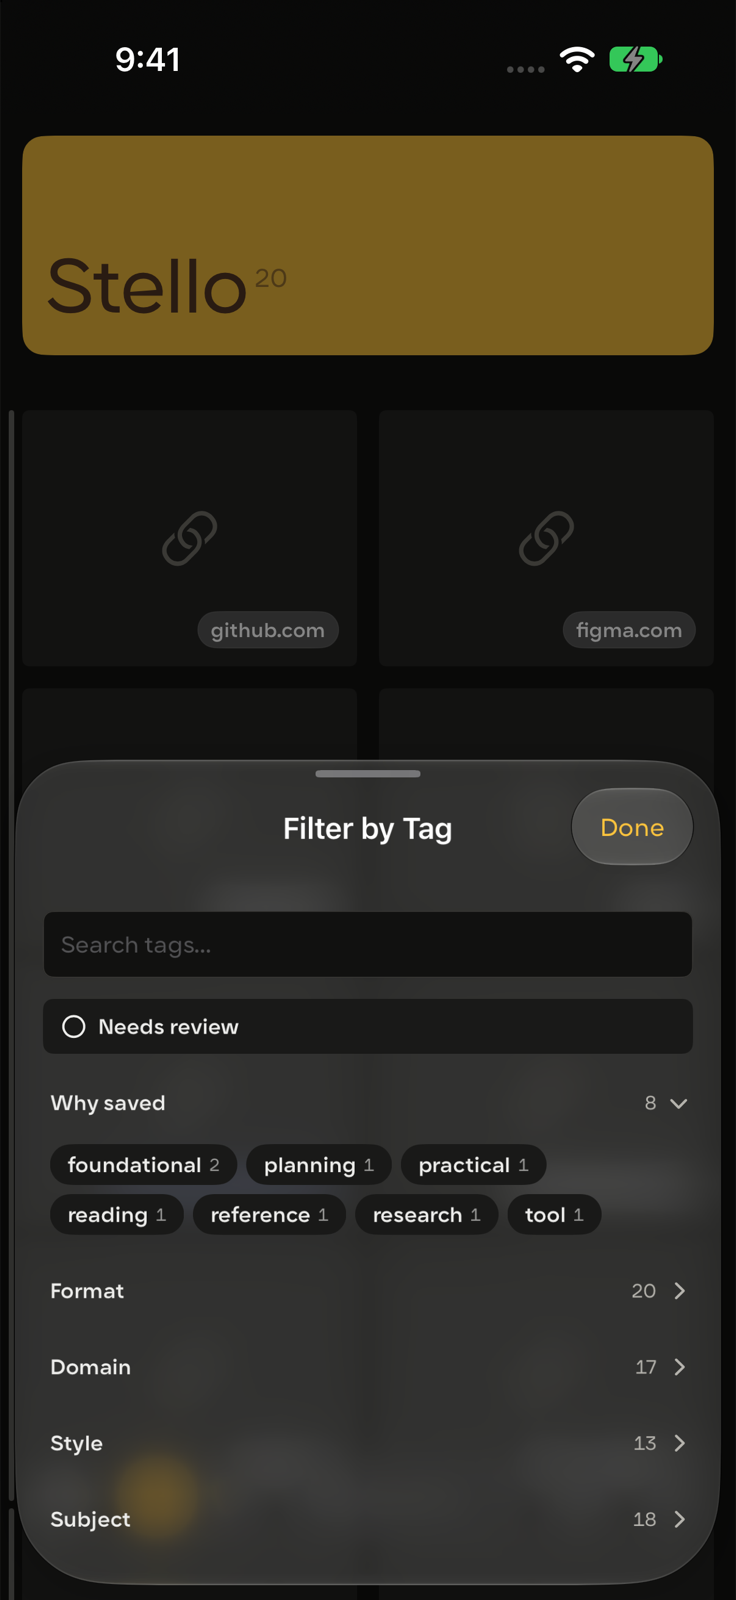 9:41
Stello 20
github.com
figma.com
Filter by Tag
Done
Search tags...
Needs review
Why saved 8
foundational 2 planning 1 practical 1
reading 1 reference 1 research 1 tool 1
Format 20
Domain 17
Style 13
Subject 18